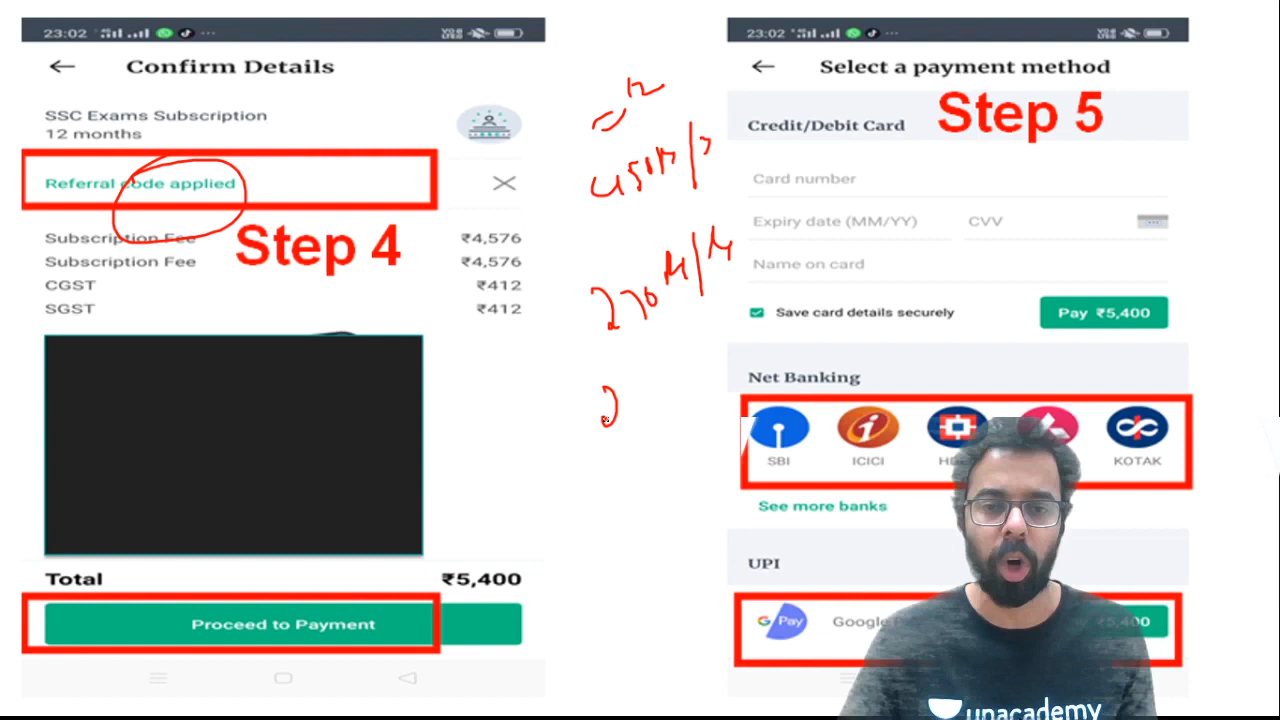 23:02
Confirm Details
SSC Exams Subscription
12 months
Referral code applied
Step 4
Subscription Fee ₹4,576
Subscription Fee ₹4,576
CGST ₹412
SGST ₹412
Total ₹5,400
Proceed to Payment
12
2
23:02
Select a payment method
Step 5
Credit/Debit Card
Card number
Expiry date (MM/YY) CVV
Name on card
Save card details securely
Pay ₹5,400
Net Banking
SBI ICICI KOTAK
See more banks
UPI
G Pay Google 5,400
unacademy